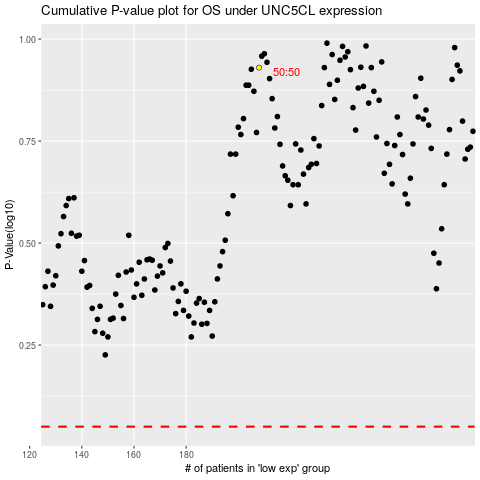 Cumulative P-value plot for OS under UNC5CL expression
P-Value(log10)
1.00
0.75
0.50
0.25
50:50
120 140 160 180
# of patients in 'low exp' group